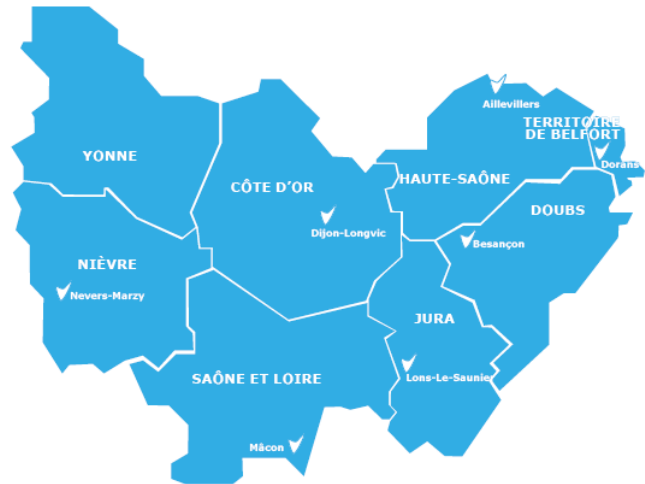 Aillevillers
TERRITOIRE
DE BELFORT
YONNE
Dorans
HAUTE-SAÔNE
CÔTE D'OR
DOUBS
Dijon-Longvic
Besançon
NIÈVRE
Nevers-Marzy
JURA
SAÔNE ET LOIRE
Lons-Le-Saunie
Mâcon